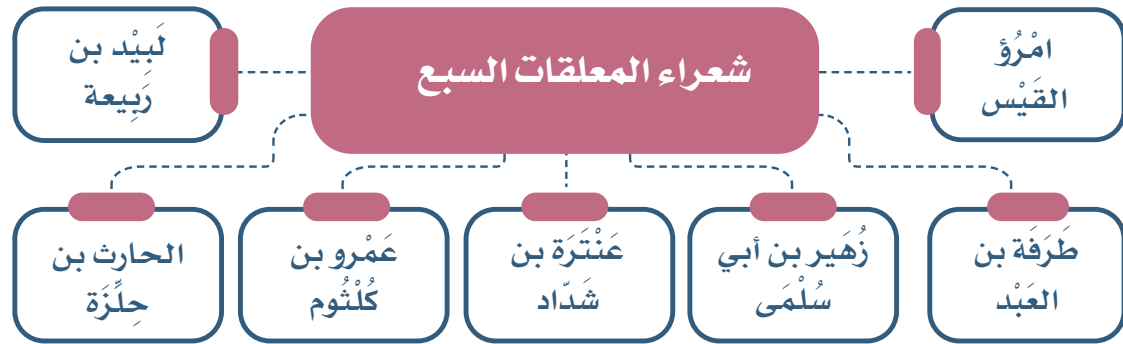 شعراء المعلقات السبع
امْرُؤ
القَيْس
لَبِيْد بن
رَبِيعة
طَرَفَة بن
العَبْد
زُهَير بن أبي
سُلْمَى
عَنْتَرَة بن
شَدّاد
عَمْرو بن
كُلْثُوم
الحارث بن
حِلِّزَة